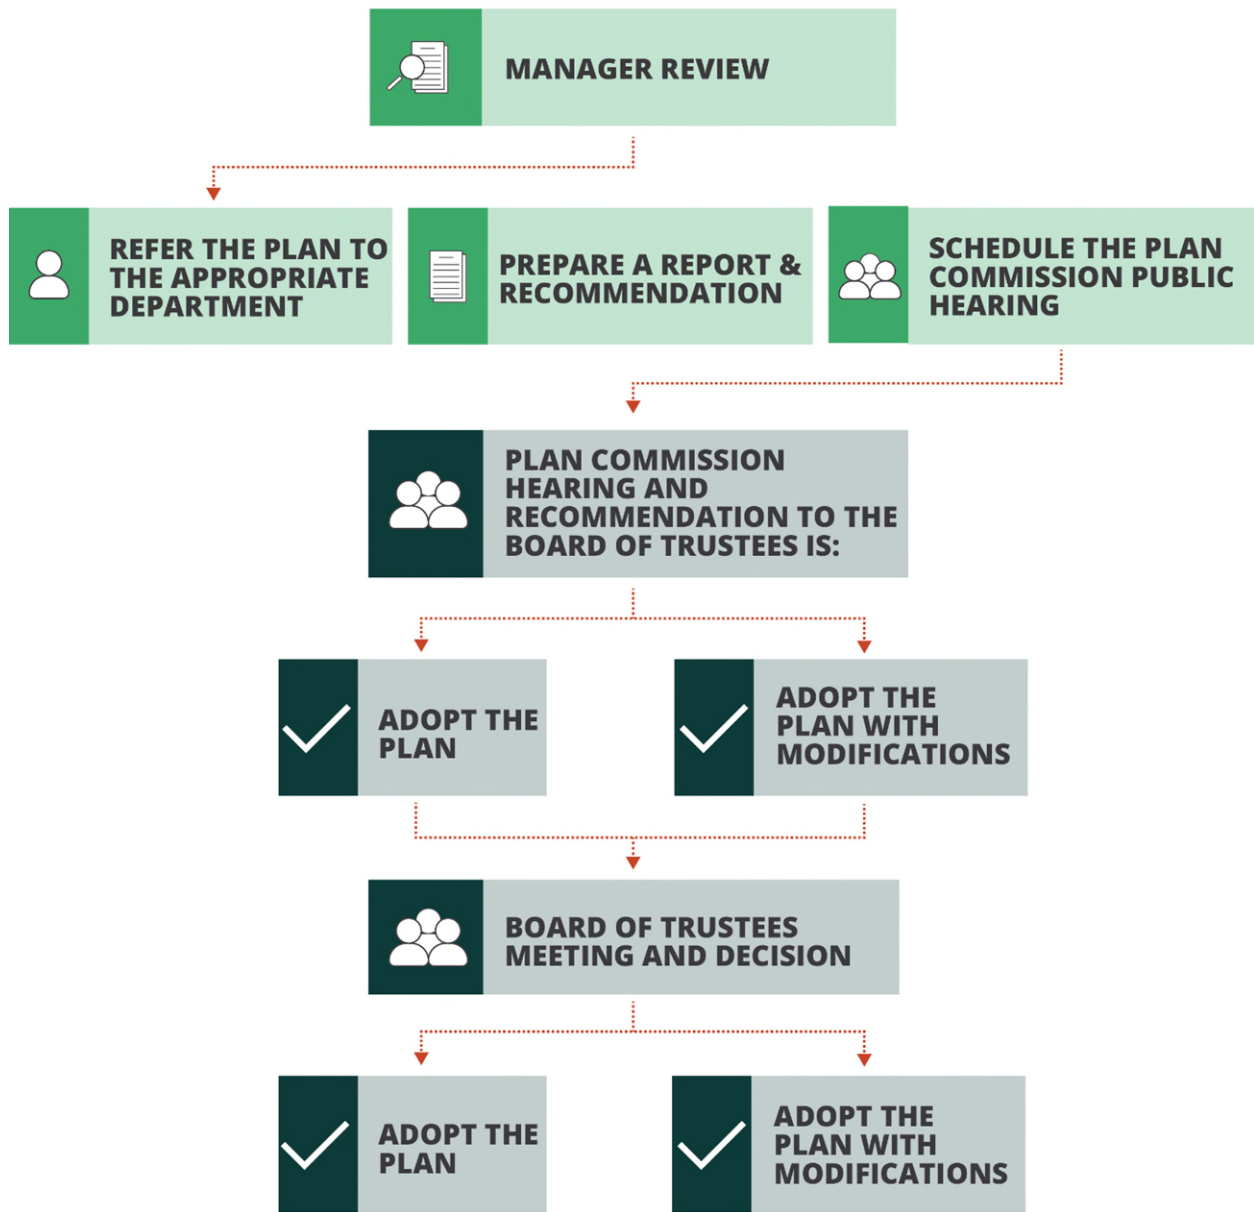 MANAGER REVIEW
REFER THE PLAN TO
THE APPROPRIATE
DEPARTMENT
PREPARE A REPORT &
RECOMMENDATION
SCHEDULE THE PLAN
COMMISSION PUBLIC
HEARING
PLAN COMMISSION
HEARING AND
RECOMMENDATION TO THE
BOARD OF TRUSTEES IS:
ADOPT THE
PLAN
ADOPT THE
PLAN WITH
MODIFICATIONS
BOARD OF TRUSTEES
MEETING AND DECISION
ADOPT THE
PLAN
ADOPT THE
PLAN WITH
MODIFICATIONS